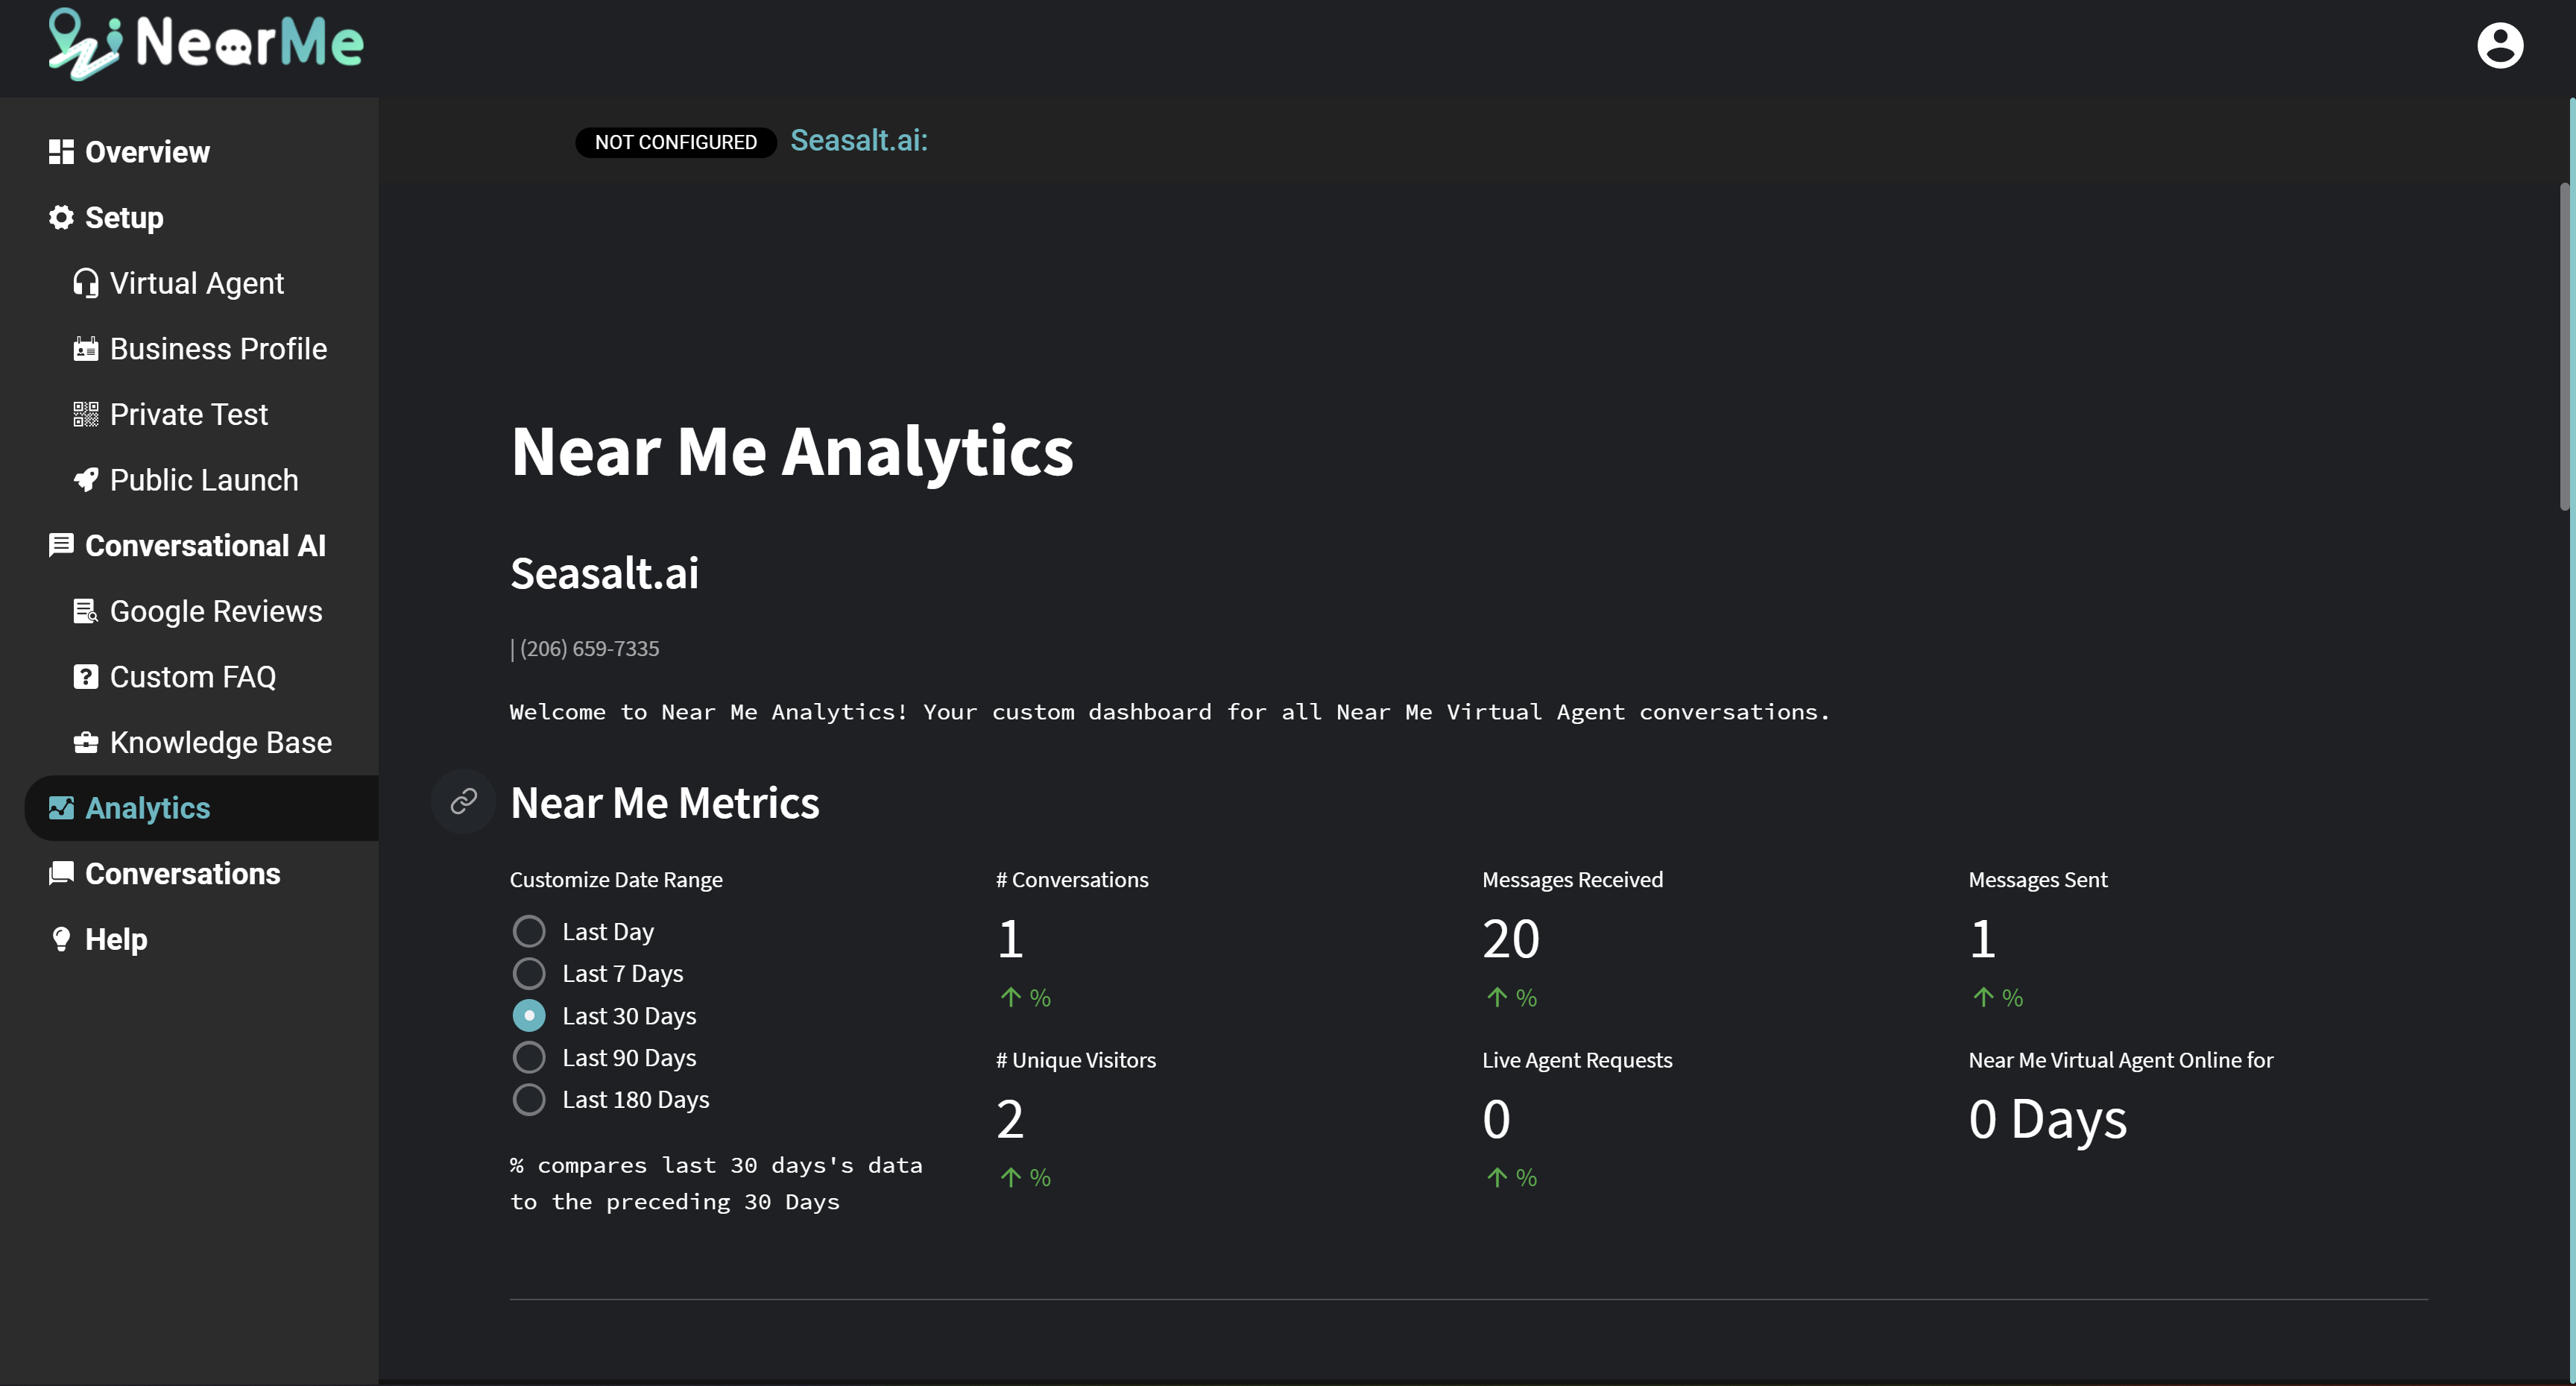 NearMe
NOT CONFIGURED Seasalt.ai:
Overview
Setup
Virtual Agent
Business Profile
Private Test
Public Launch
Conversational AI
Google Reviews
Custom FAQ
Knowledge Base
Analytics
Conversations
Help
Near Me Analytics
Seasalt.ai
| (206) 659-7335
Welcome to Near Me Analytics! Your custom dashboard for all Near Me Virtual Agent conversations.
Near Me Metrics
Customize Date Range
Last Day
Last 7 Days
Last 30 Days
Last 90 Days
Last 180 Days
% compares last 30 days's data
to the preceding 30 Days
# Conversations
1
↑ %
Messages Received
20
↑ %
Messages Sent
1
↑ %
# Unique Visitors
2
↑ %
Live Agent Requests
0
↑ %
Near Me Virtual Agent Online for
0 Days